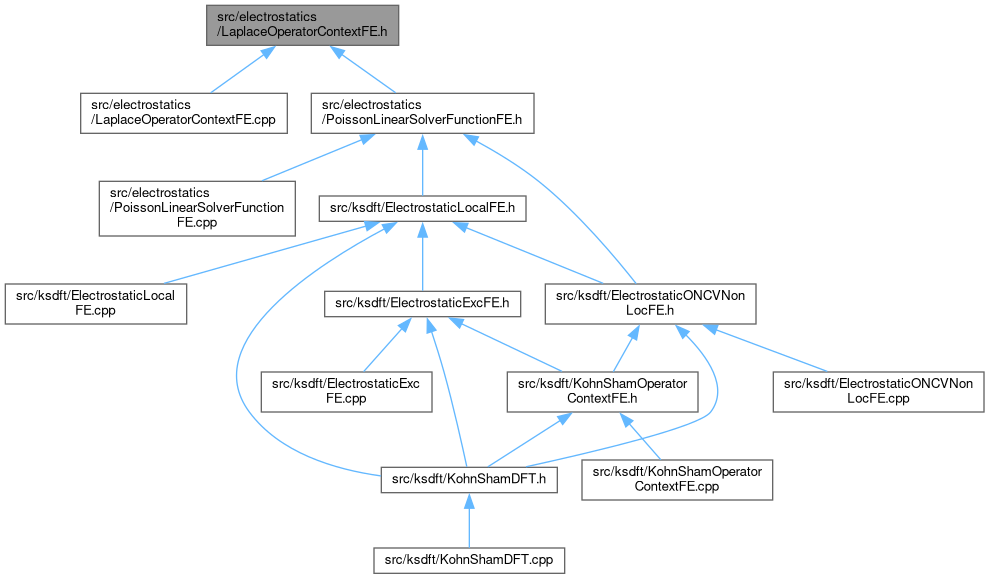 src/electrostatics
/LaplaceOperatorContextFE.h
src/electrostatics
/LaplaceOperatorContextFE.cpp
src/electrostatics
/PoissonLinearSolverFunctionFE.h
src/electrostatics
/PoissonLinearSolverFunction
FE.cpp
src/ksdft/ElectrostaticLocalFE.h
src/ksdft/ElectrostaticLocal
FE.cpp
src/ksdft/ElectrostaticExcFE.h
src/ksdft/ElectrostaticONCVNon
LocFE.h
src/ksdft/ElectrostaticExc
FE.cpp
src/ksdft/KohnShamOperator
ContextFE.h
src/ksdft/ElectrostaticONCVNon
LocFE.cpp
src/ksdft/KohnShamDFT.h
src/ksdft/KohnShamOperator
ContextFE.cpp
src/ksdft/KohnShamDFT.cpp